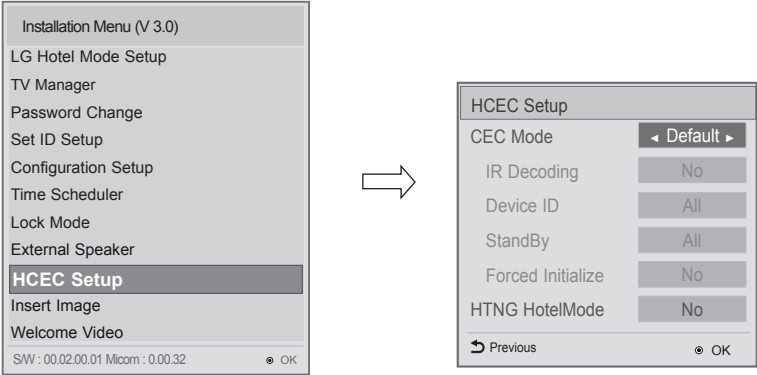 Installation Menu (V 3.0)
LG Hotel Mode Setup
TV Manager
Password Change
Set ID Setup
Configuration Setup
Time Scheduler
Lock Mode
External Speaker
HCEC Setup
Insert Image
Welcome Video
S/W : 00.02.00.01 Micom : 0.00.32 ◉ OK
HCEC Setup
CEC Mode ◄ Default ►
IR Decoding No
Device ID All
StandBy All
Forced Initialize No
HTNG HotelMode No
Previous ◉ OK